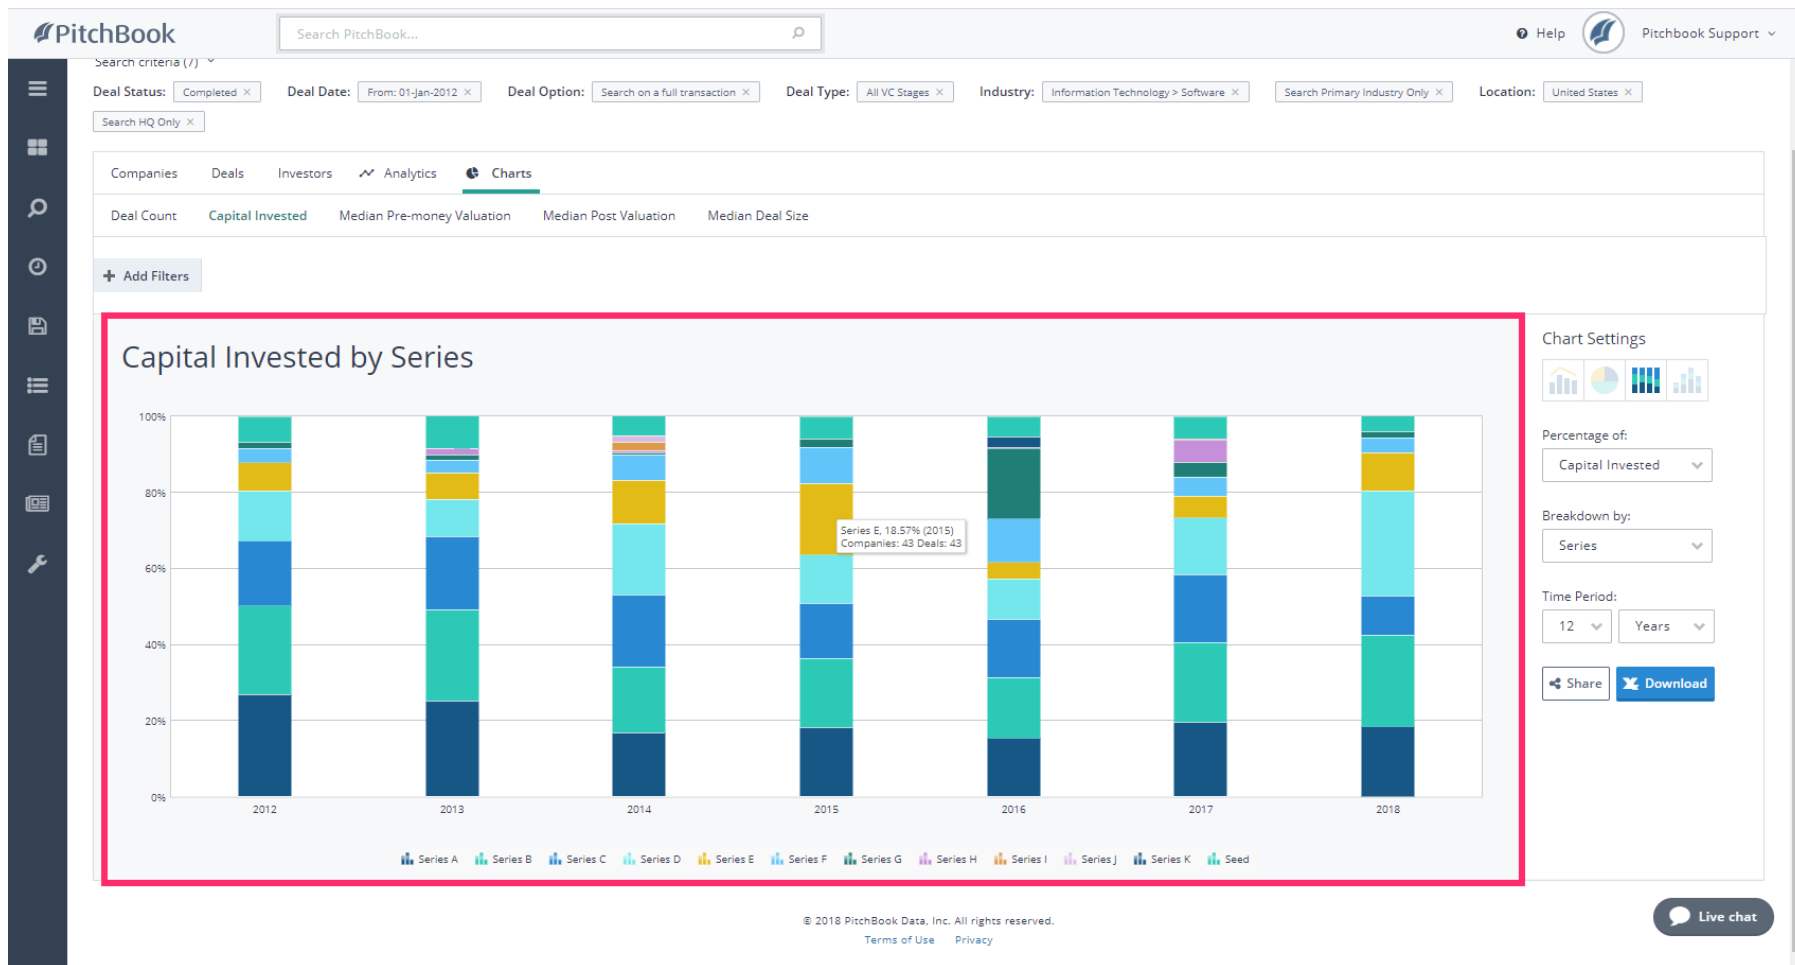 PitchBook
Search PitchBook...
Help
Pitchbook Support
Search criteria (7)
Deal Status: Completed × Deal Date: From: 01-Jan-2012 × Deal Option: Search on a full transaction × Deal Type: All VC Stages × Industry: Information Technology > Software × Search Primary Industry Only × Location: United States ×
Search HQ Only ×
Companies Deals Investors Analytics Charts
Deal Count Capital Invested Median Pre-money Valuation Median Post Valuation Median Deal Size
+ Add Filters
Capital Invested by Series
100%
80%
60%
40%
20%
0%
Series E, 18.57% (2015)
Companies: 43 Deals: 43
2012 2013 2014 2015 2016 2017 2018
Series A Series B Series C Series D Series E Series F Series G Series H Series I Series J Series K Seed
Chart Settings
Percentage of:
Capital Invested
Breakdown by:
Series
Time Period:
12 Years
Share Download
© 2018 PitchBook Data, Inc. All rights reserved.
Terms of Use Privacy
Live chat